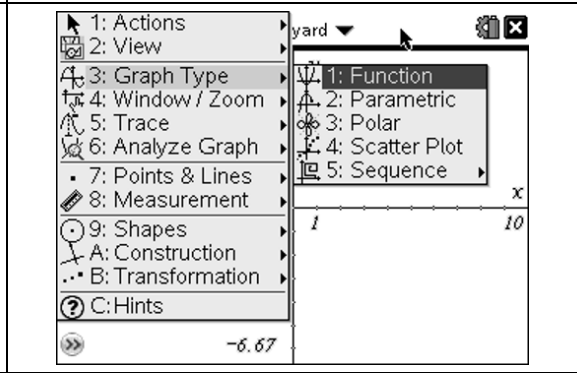 1: Actions
2: View
3: Graph Type
4: Window / Zoom
5: Trace
6: Analyze Graph
7: Points & Lines
8: Measurement
9: Shapes
A: Construction
B: Transformation
C: Hints
yard
1: Function
2: Parametric
3: Polar
4: Scatter Plot
5: Sequence
x
1 10
-6.67